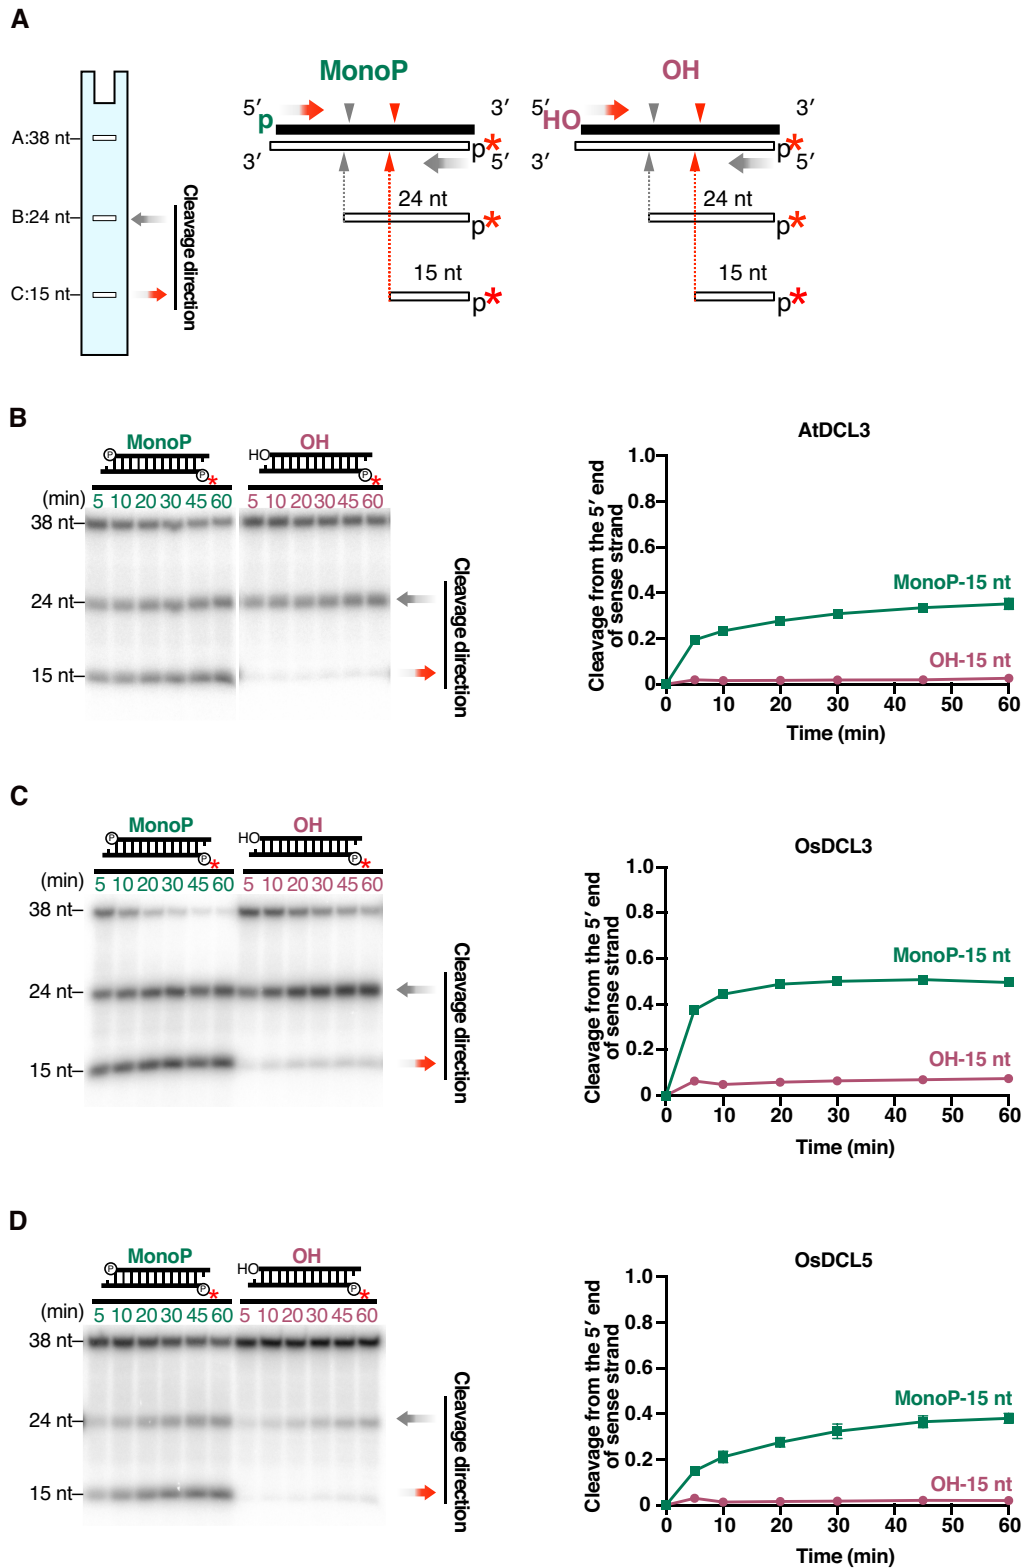 A
MonoP
OH
5′
3′
5′
3′
p
HO
A:38 nt
p*
p*
3′
5′
3′
5′
B:24 nt
24 nt
24 nt
p*
p*
Cleavage direction
C:15 nt
15 nt
15 nt
p*
p*
B
MonoP
OH
P
HO
P*
P*
(min)
5 10 20 30 45 60
5 10 20 30 45 60
38 nt
24 nt
15 nt
Cleavage direction
AtDCL3
Cleavage from the 5′ end
of sense strand
1.0
0.8
0.6
0.4
0.2
0
MonoP-15 nt
OH-15 nt
0 10 20 30 40 50 60
Time (min)
C
MonoP
OH
P
HO
P*
P*
(min)
5 10 20 30 45 60
5 10 20 30 45 60
38 nt
24 nt
15 nt
Cleavage direction
OsDCL3
Cleavage from the 5′ end
of sense strand
1.0
0.8
0.6
0.4
0.2
0
MonoP-15 nt
OH-15 nt
0 10 20 30 40 50 60
Time (min)
D
MonoP
OH
P
HO
P*
P*
(min)
5 10 20 30 45 60
5 10 20 30 45 60
38 nt
24 nt
15 nt
Cleavage direction
OsDCL5
Cleavage from the 5′ end
of sense strand
1.0
0.8
0.6
0.4
0.2
0
MonoP-15 nt
OH-15 nt
0 10 20 30 40 50 60
Time (min)